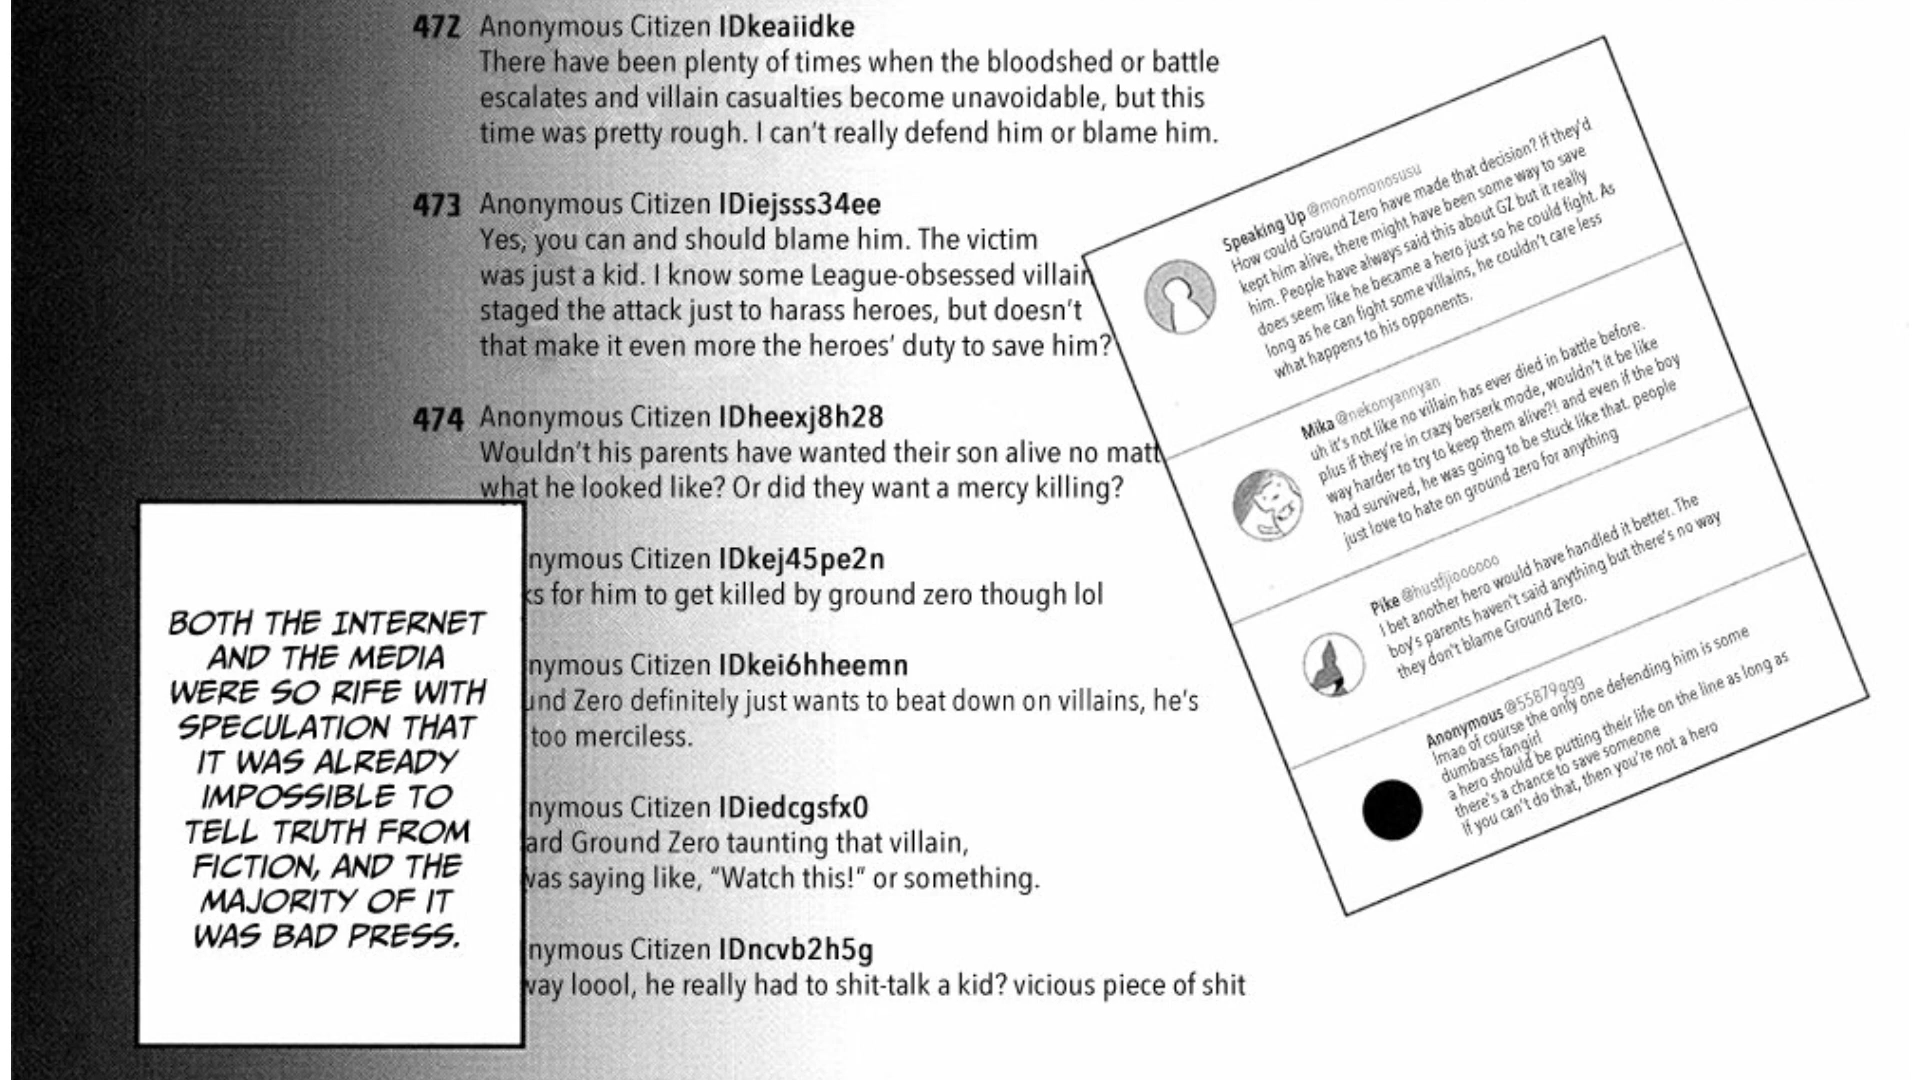 472 Anonymous Citizen IDkeaiidke
There have been plenty of times when the bloodshed or battle
escalates and villain casualties become unavoidable, but this
time was pretty rough. I can't really defend him or blame him.
473 Anonymous Citizen IDiejsss34ee
Yes, you can and should blame him. The victim
was just a kid. I know some League-obsessed villain
staged the attack just to harass heroes, but doesn't
that make it even more the heroes' duty to save him?
474 Anonymous Citizen IDheexj8h28
Wouldn't his parents have wanted their son alive no matt
what he looked like? Or did they want a mercy killing?
nymous Citizen IDkej45pe2n
ks for him to get killed by ground zero though lol
nymous Citizen IDkei6hheemn
und Zero definitely just wants to beat down on villains, he's
too merciless.
nymous Citizen IDiedcgsfx0
ard Ground Zero taunting that villain,
was saying like, "Watch this!" or something.
nymous Citizen IDncvb2h5g
way loool, he really had to shit-talk a kid? vicious piece of shit
BOTH THE INTERNET
AND THE MEDIA
WERE SO RIFE WITH
SPECULATION THAT
IT WAS ALREADY
IMPOSSIBLE TO
TELL TRUTH FROM
FICTION, AND THE
MAJORITY OF IT
WAS BAD PRESS.
Speaking Up @monomonosusu
How could Ground Zero have made that decision? If they'd
kept him alive, there might have been some way to save
him. People have always said this about GZ but it really
does seem like he became a hero just so he could fight. As
long as he can fight some villains, he couldn't care less
what happens to his opponents.
Mika @nekonyannyan
uh it's not like no villain has ever died in battle before.
plus if they're in crazy berserk mode, wouldn't it be like
way harder to try to keep them alive?! and even if the boy
had survived, he was going to be stuck like that. people
just love to hate on ground zero for anything
Pike @hustfjioooooo
I bet another hero would have handled it better. The
boy's parents haven't said anything but there's no way
they don't blame Ground Zero.
Anonymous @55879ggg
lmao of course the only one defending him is some
dumbass fangirl
a hero should be putting their life on the line as long as
there's a chance to save someone
If you can't do that, then you're not a hero